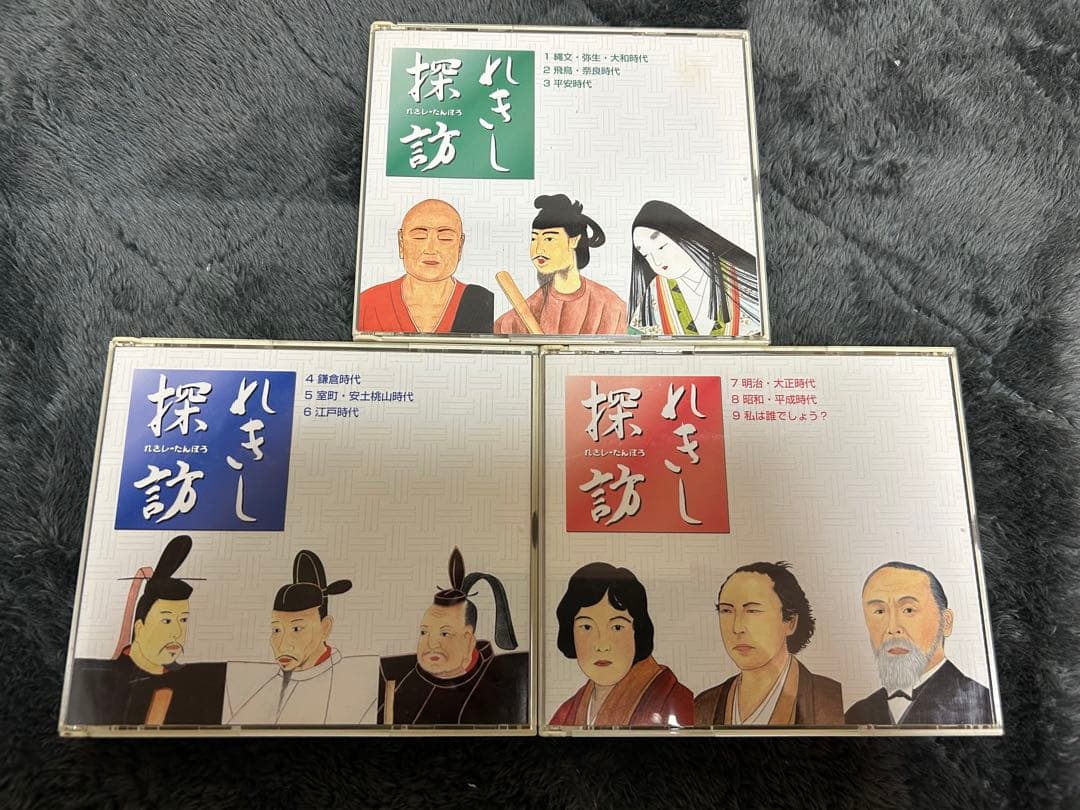 れきし
探訪
れきし・たんぼう
1 縄文・弥生・大和時代
2 飛鳥・奈良時代
3 平安時代
れきし
探訪
れきし・たんぼう
4 鎌倉時代
5 室町・安土桃山時代
6 江戸時代
れきし
探訪
れきし・たんぼう
7 明治・大正時代
8 昭和・平成時代
9 私は誰でしょう？